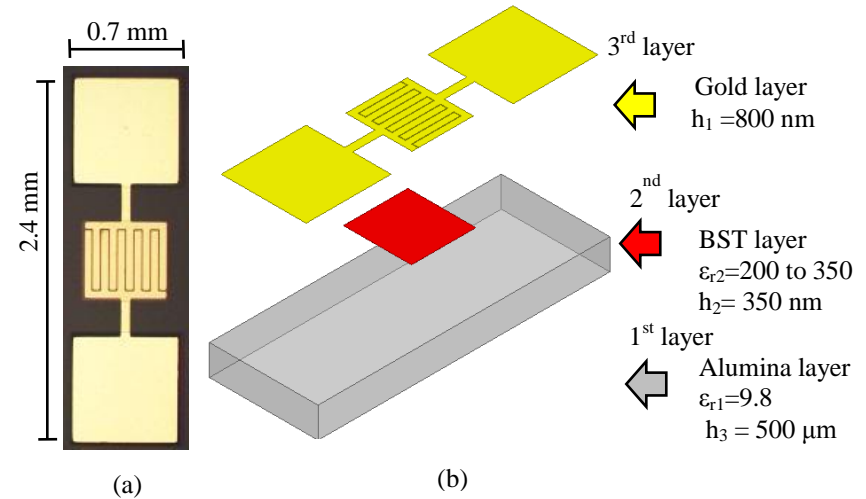 0.7 mm
2.4 mm
(a)
3rd layer
Gold layer
h1 =800 nm
2nd layer
BST layer
εr2=200 to 350
h2= 350 nm
1st layer
Alumina layer
εr1=9.8
h3 = 500 μm
(b)